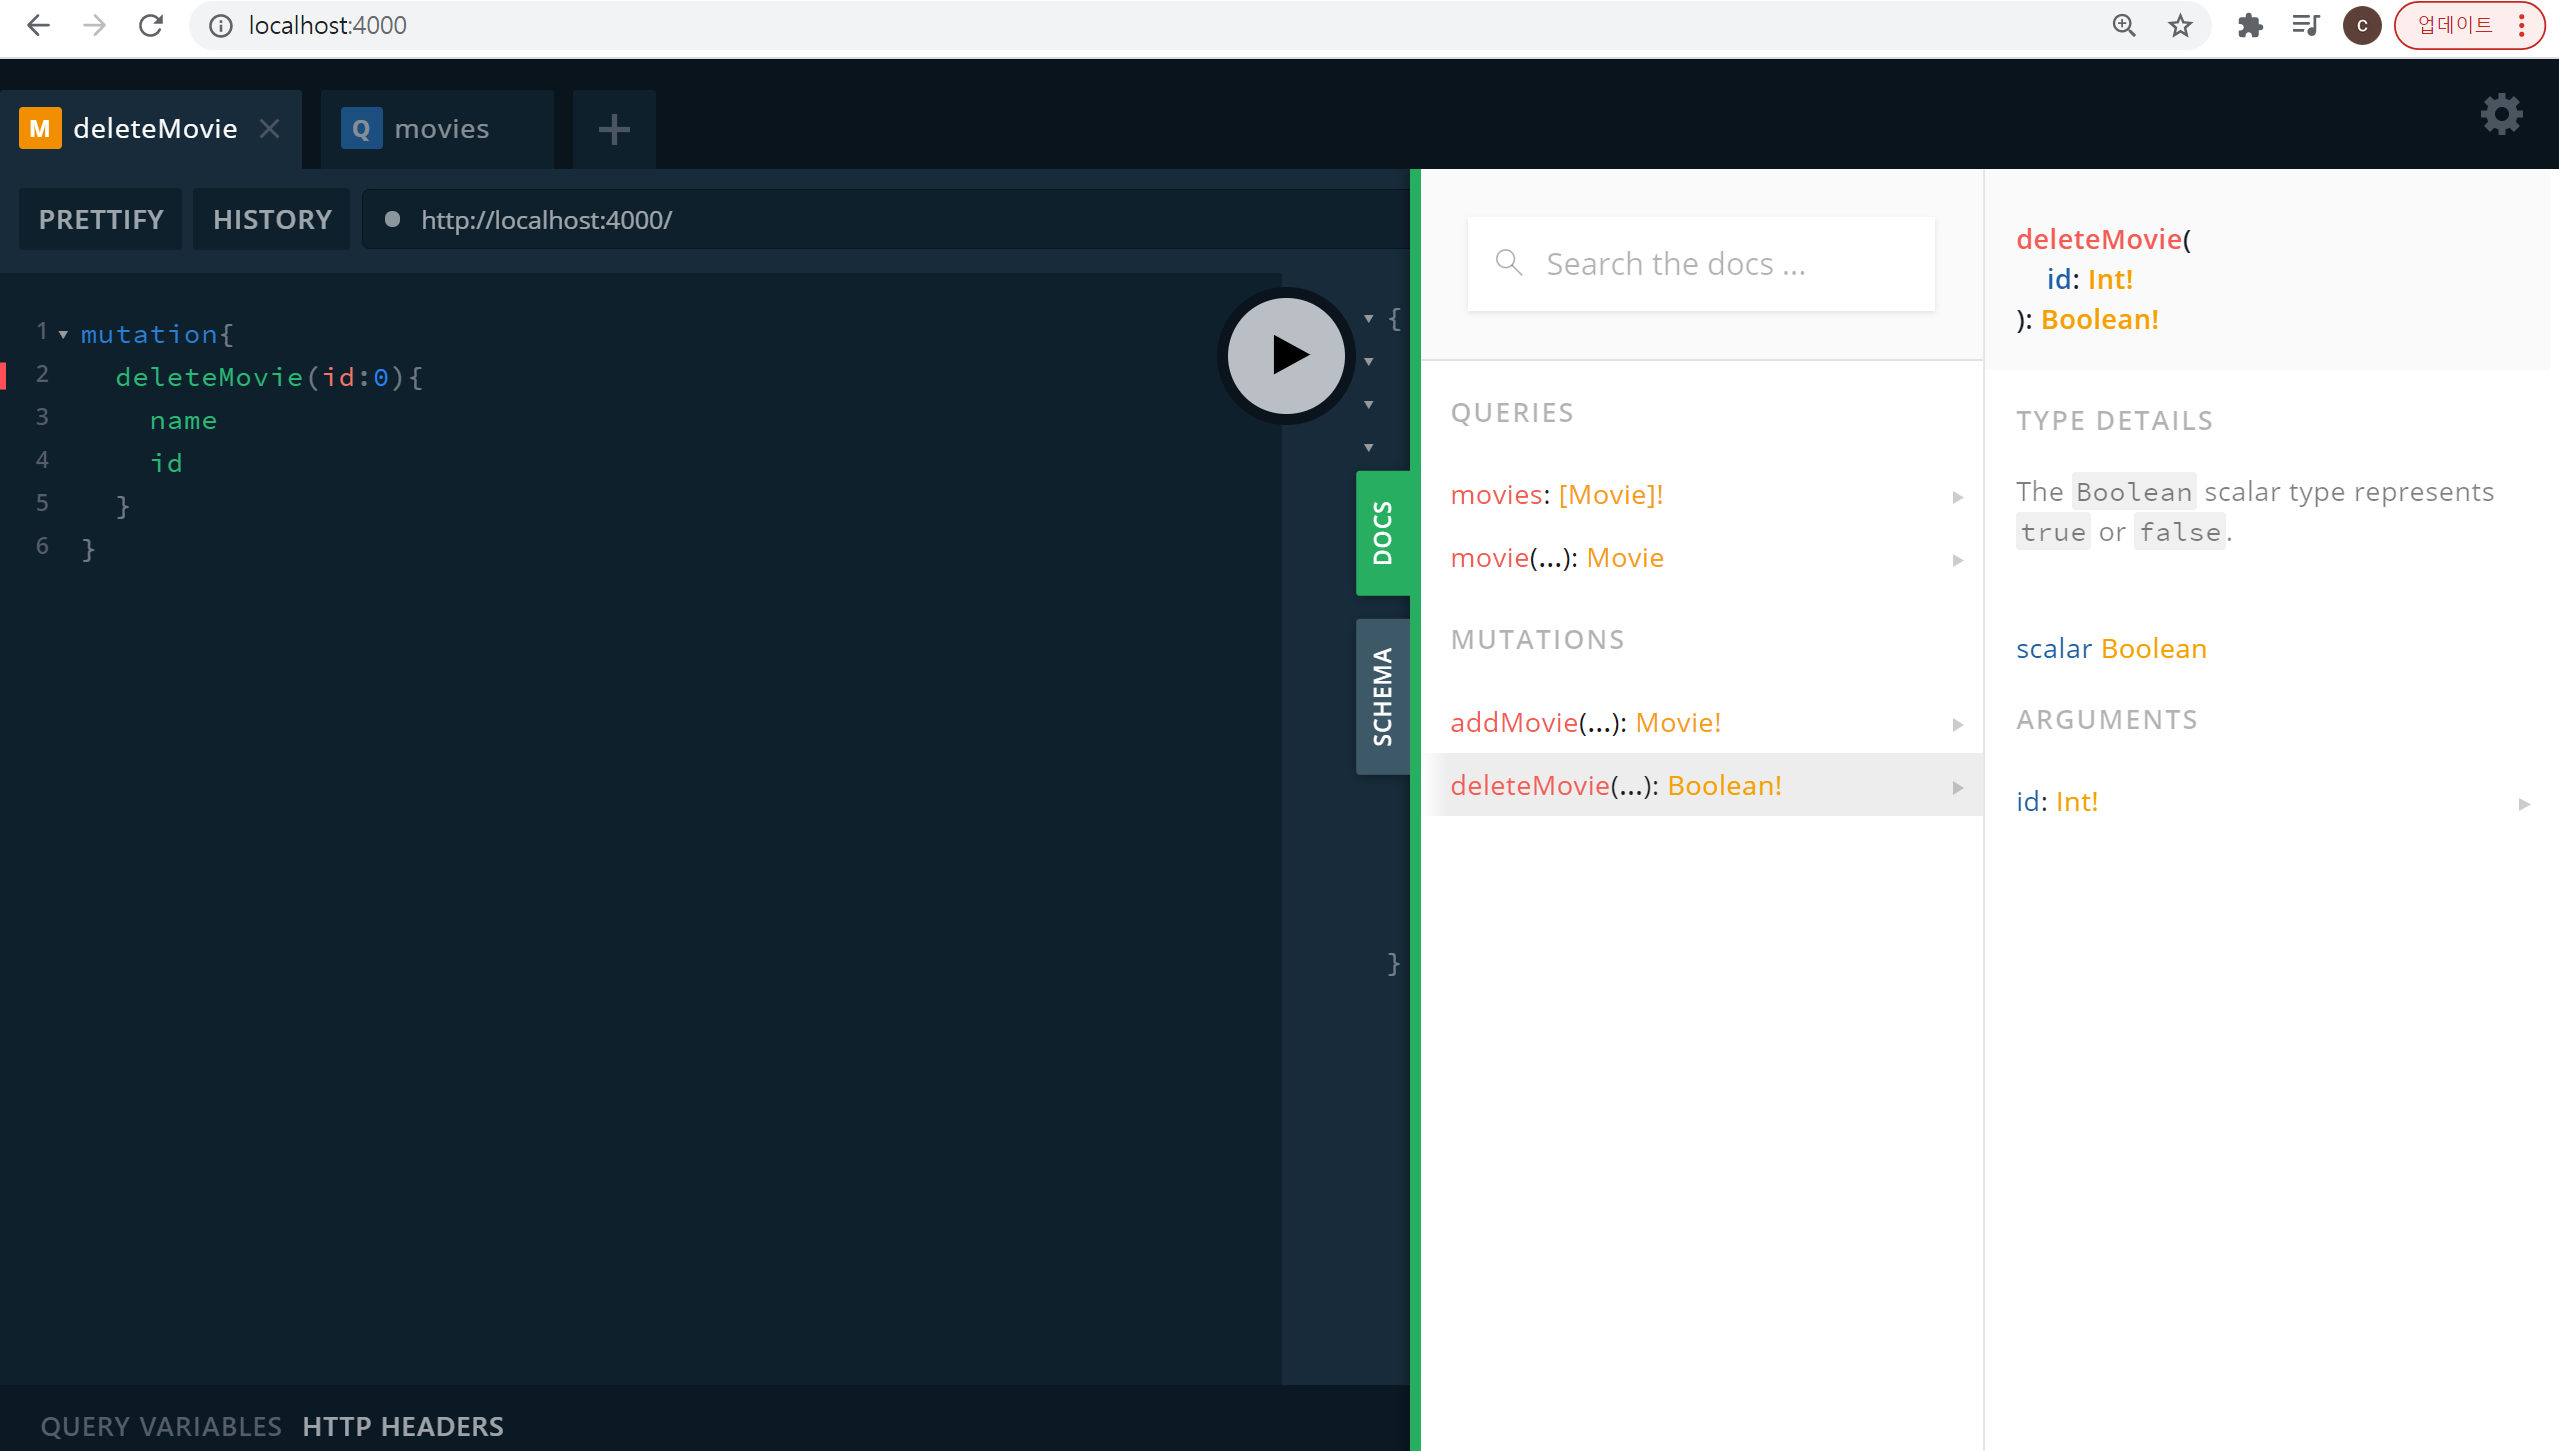 localhost:4000
C
업데이트
M deleteMovie
Q movies
PRETTIFY
HISTORY
http://localhost:4000/
1 mutation{
2 deleteMovie(id:0){
3 name
4 id
5 }
6 }
{
}
DOCS
SCHEMA
Search the docs ...
QUERIES
movies: [Movie]!
movie(...): Movie
MUTATIONS
addMovie(...): Movie!
deleteMovie(...): Boolean!
deleteMovie(
id: Int!
): Boolean!
TYPE DETAILS
The Boolean scalar type represents
true or false.
scalar Boolean
ARGUMENTS
id: Int!
QUERY VARIABLES HTTP HEADERS